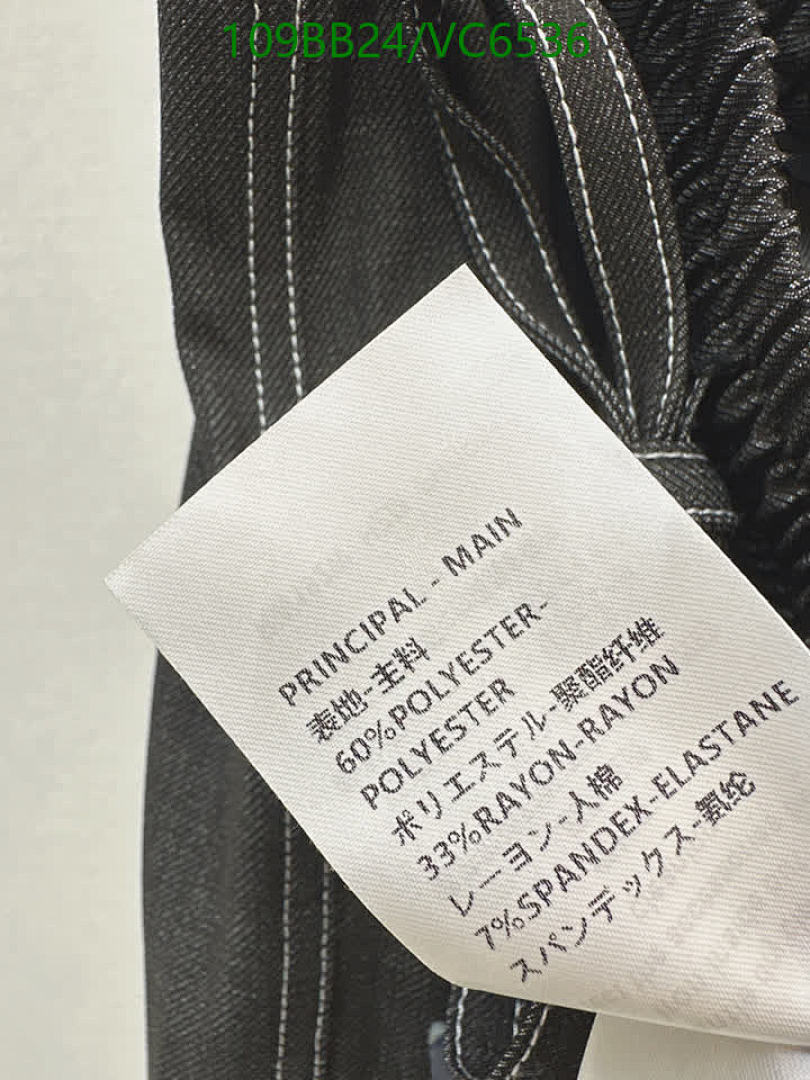 109BB24/VC6536
PRINCIPAL - MAIN
表地-主料
60%POLYESTER-
POLYESTER
ポリエステル-聚酯纤维
33%RAYON-RAYON
レーヨン-人棉
7%SPANDEX-ELASTANE
スパンデックス-氨纶